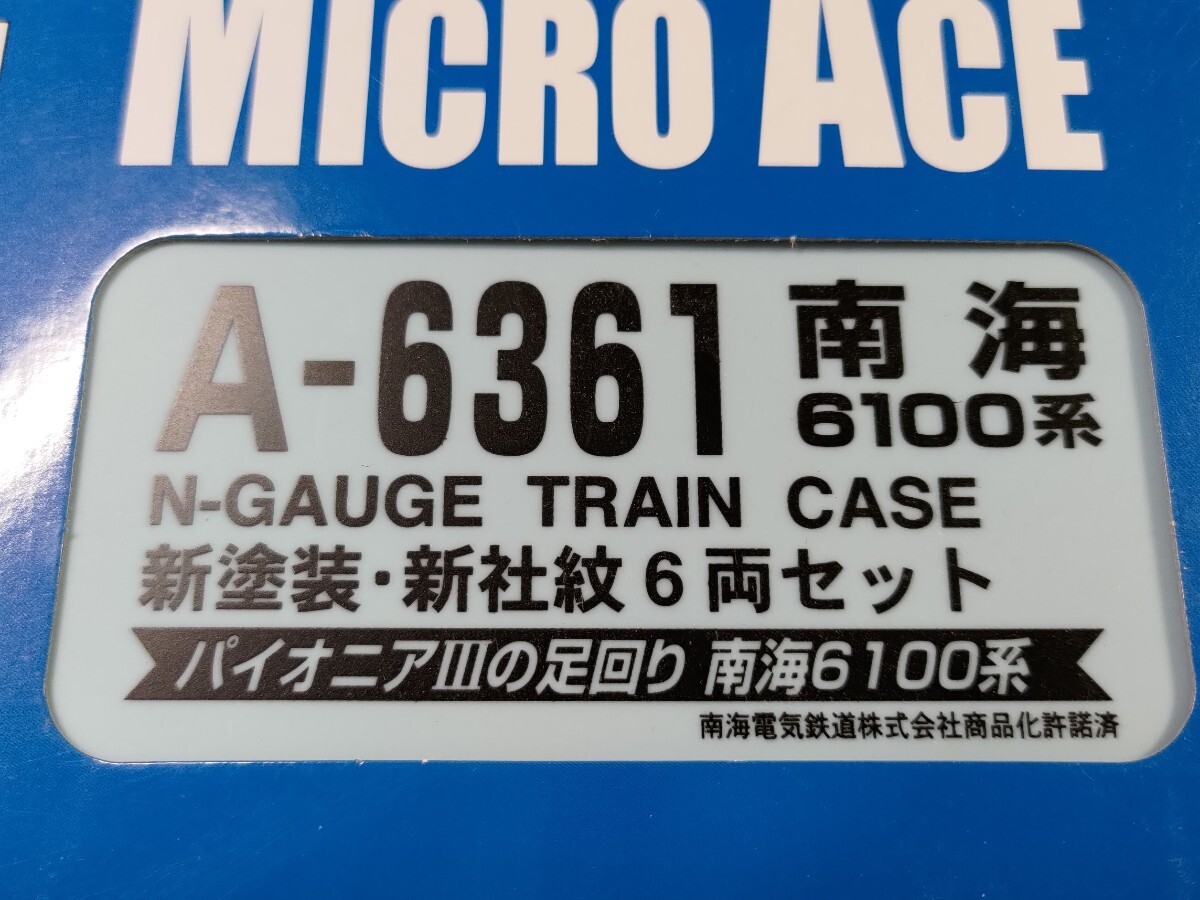 MICRO ACE
A-6361 南海
6100系
N-GAUGE TRAIN CASE
新塗装・新社紋6両セット
パイオニアⅢの足回り 南海6100系
南海電気鉄道株式会社商品化許諾済